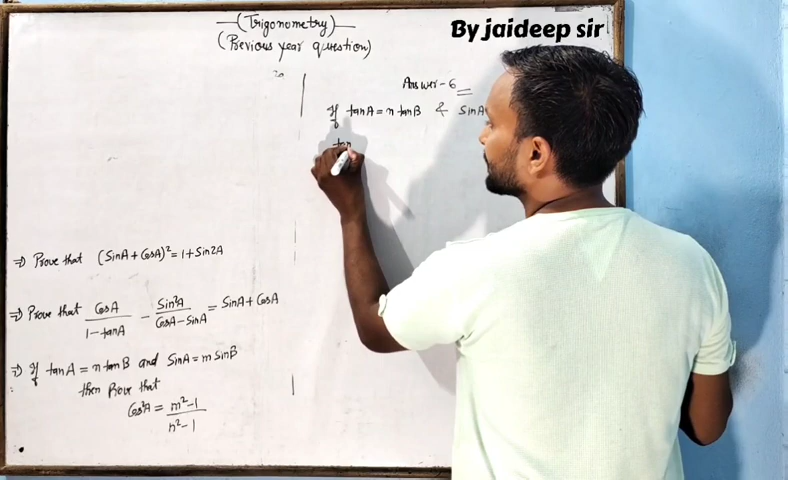 (Trigonometry)
(Previous year question)
By jaideep sir
Answer-6
If tanA = n tanB & SinA
tan
⇒ Prove that (SinA + CosA)² = 1 + Sin2A
⇒ Prove that CosA / 1 - tanA - Sin²A / CosA - SinA = SinA + CosA
⇒ If tanA = n tanB and SinA = m SinB
then Prove that
Cos²A = m² - 1 / n² - 1